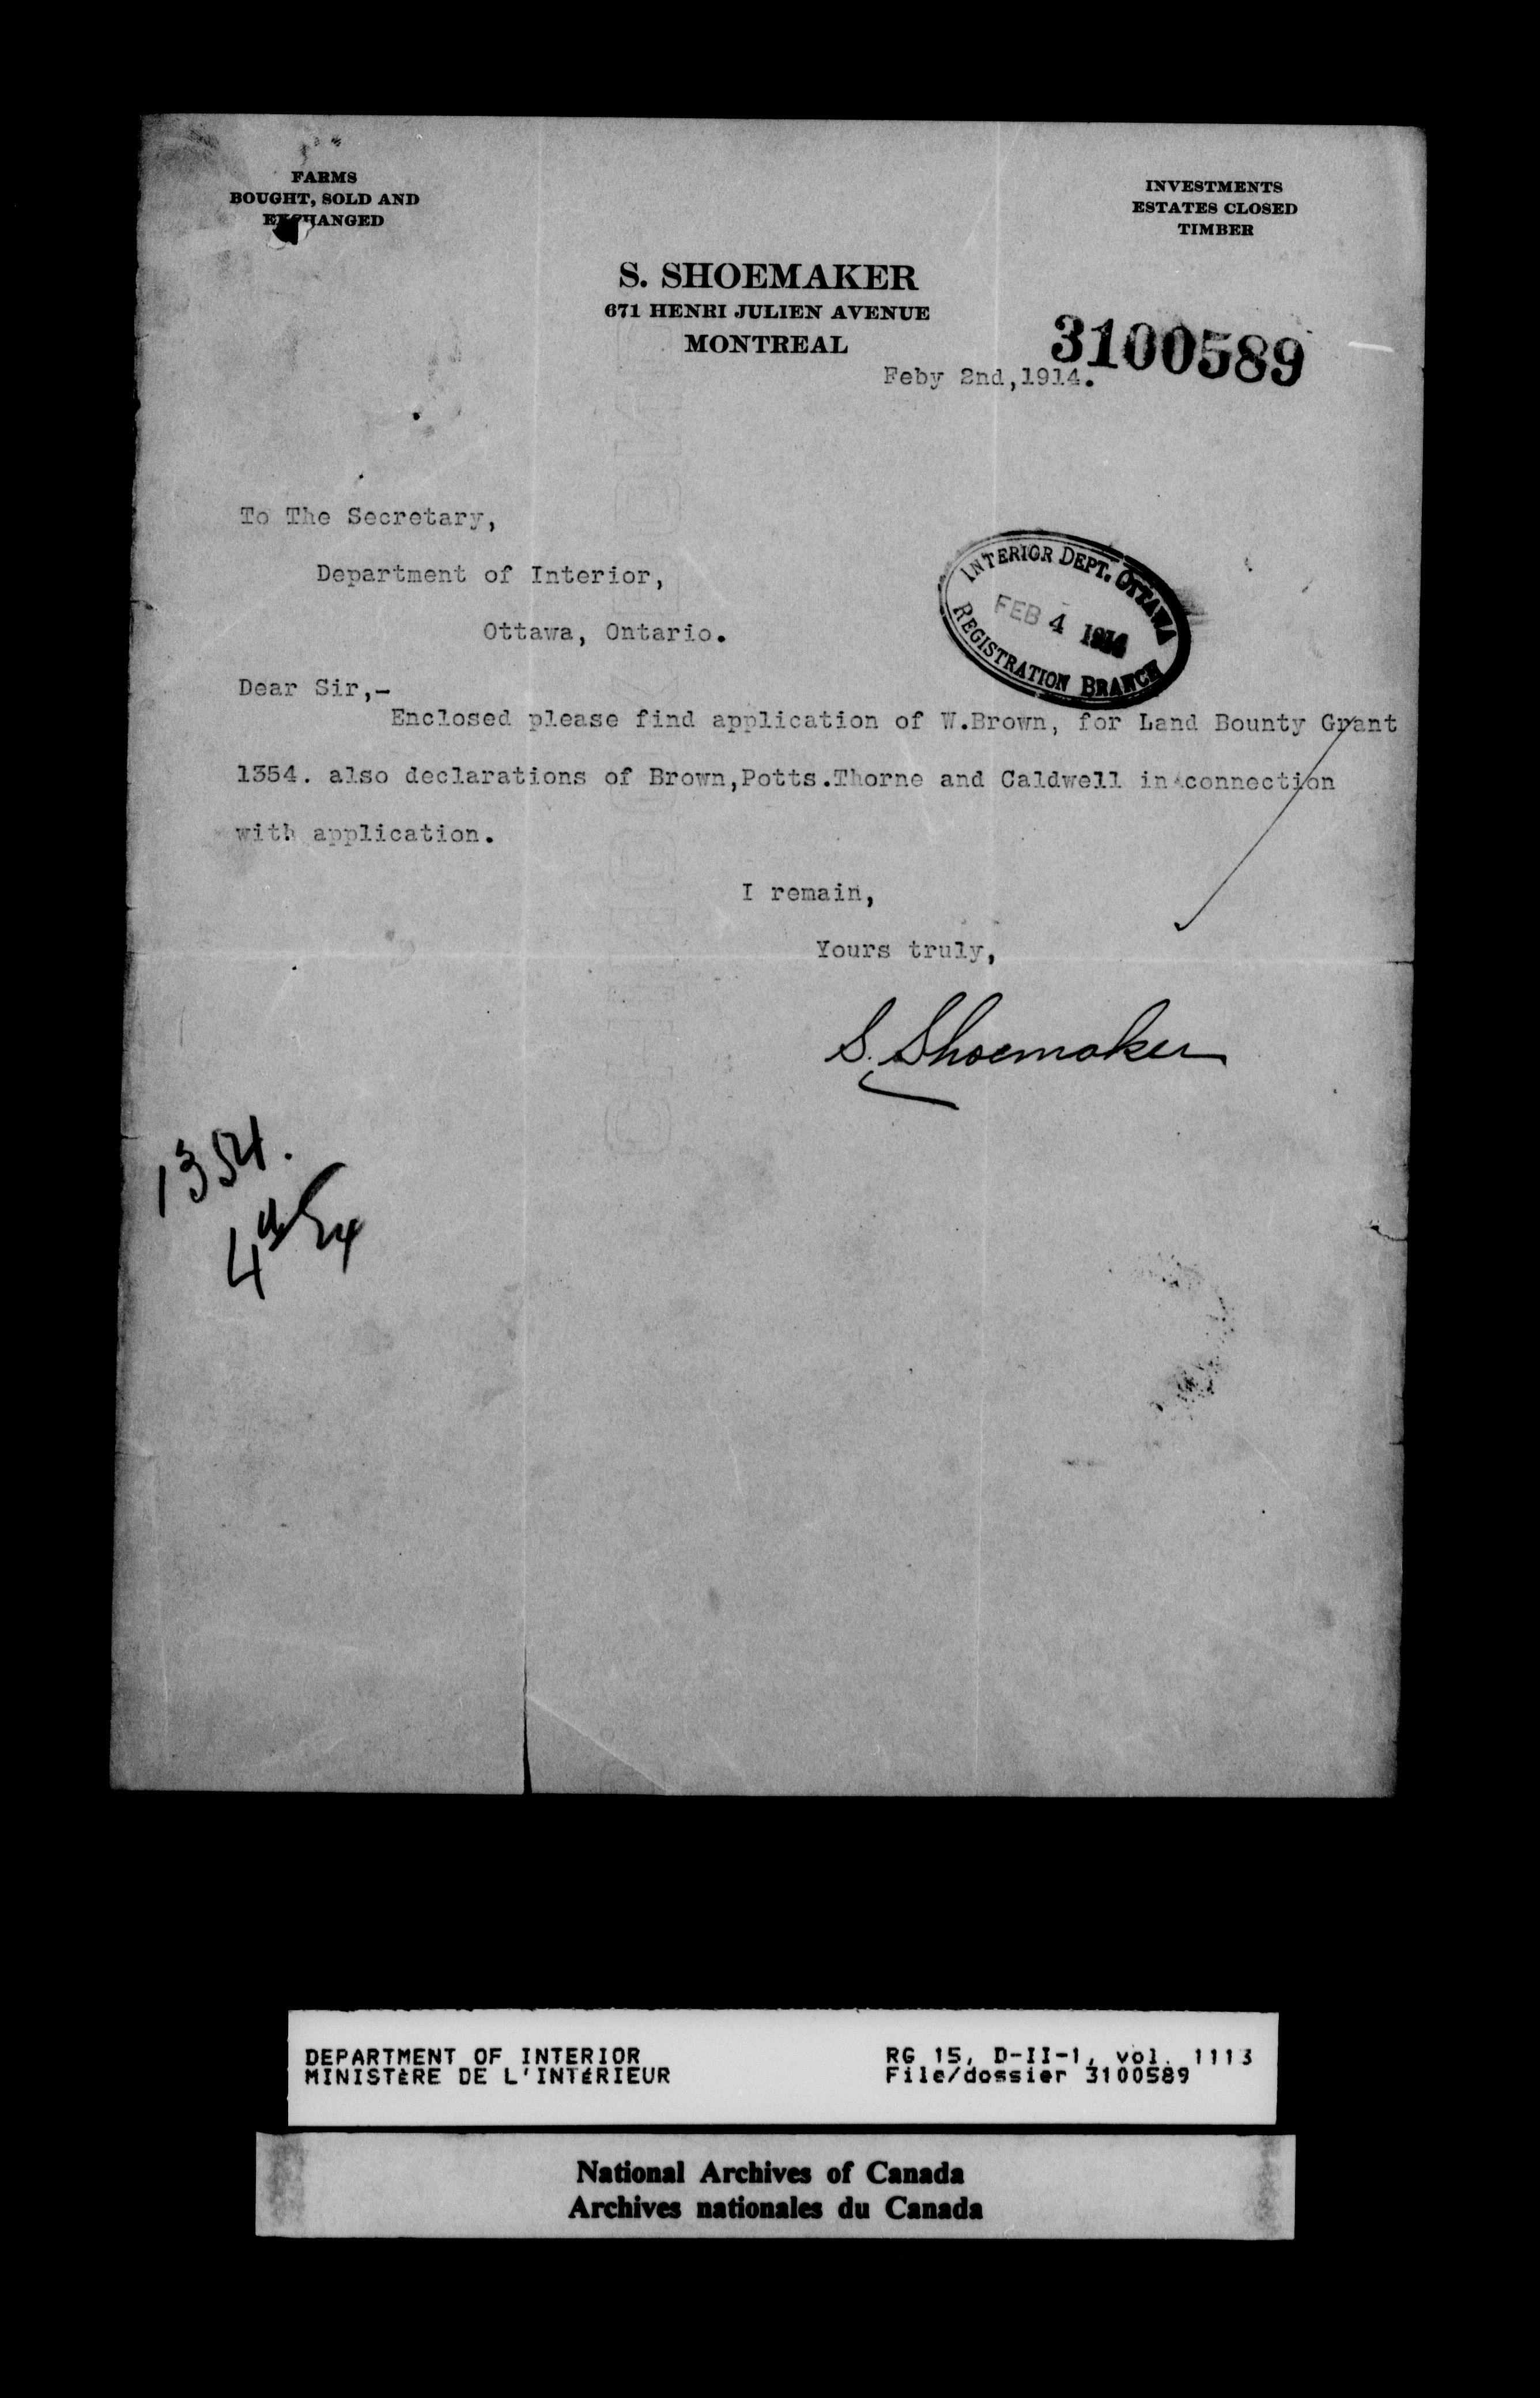 FARMS
BOUGHT, SOLD AND
EXCHANGED
INVESTMENTS
ESTATES CLOSED
TIMBER
S. SHOEMAKER
671 HENRI JULIEN AVENUE
MONTREAL
3100589
Feby 2nd,1914.
To The Secretary,
Department of Interior,
Ottawa, Ontario.
INTERIOR DEPT. OTTAWA
FEB 4 1914
REGISTRATION BRANCH
Dear Sir,-
Enclosed please find application of W.Brown, for Land Bounty Grant
1354. also declarations of Brown,Potts.Thorne and Caldwell in connection
with application.
I remain,
Yours truly,
S. Shoemaker
1354.
DEPARTMENT OF INTERIOR
MINISTÈRE DE L'INTÉRIEUR
RG 15, D-II-1, vol. 1113
File/dossier 3100589
National Archives of Canada
Archives nationales du Canada